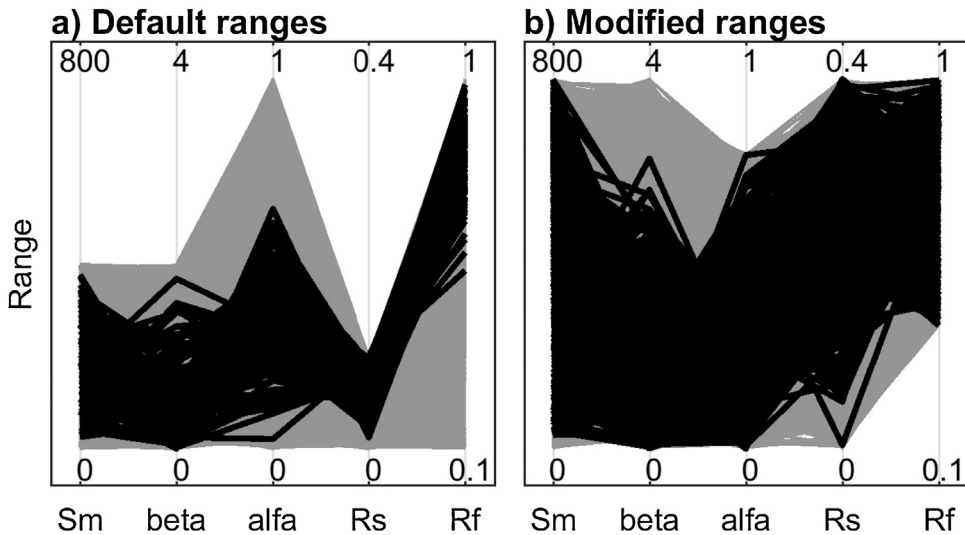 a) Default ranges
b) Modified ranges
800 4 1 0.4 1
800 4 1 0.4 1
Range
0 0 0 0 0.1
0 0 0 0 0.1
Sm beta alfa Rs Rf
Sm beta alfa Rs Rf